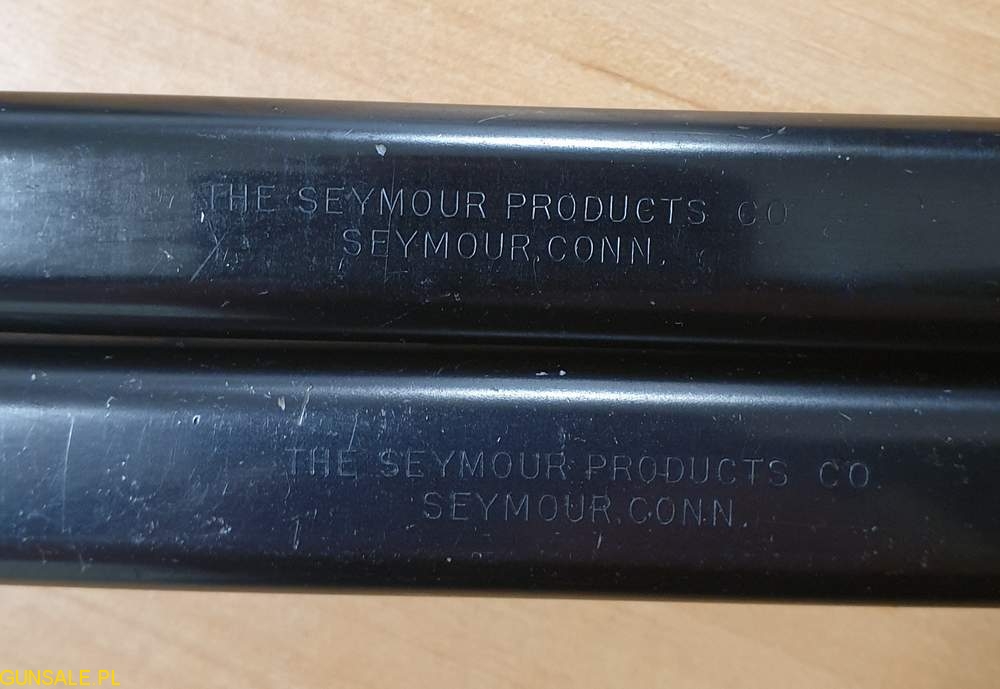 THE SEYMOUR PRODUCTS CO
SEYMOUR, CONN.
THE SEYMOUR PRODUCTS CO.
SEYMOUR, CONN.
GUNSALE.PL